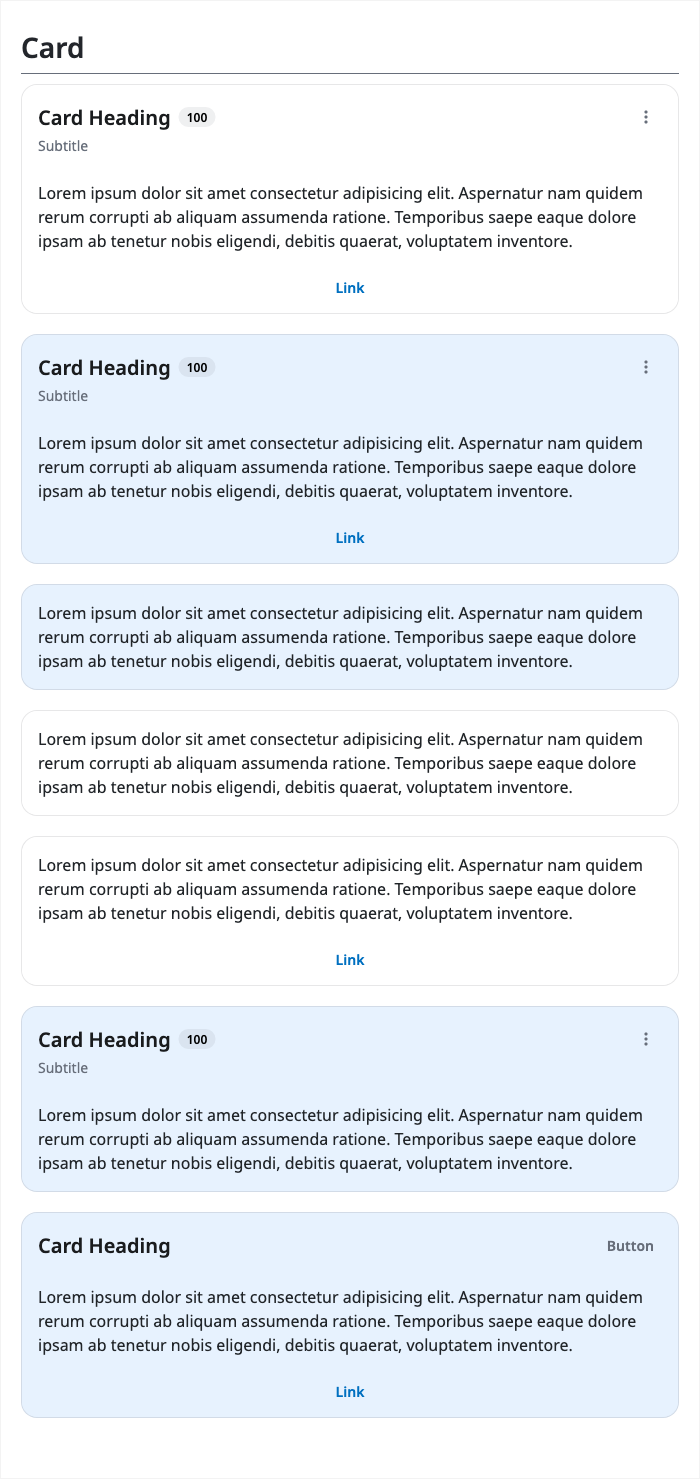 Card
Card Heading 100
Subtitle
Lorem ipsum dolor sit amet consectetur adipisicing elit. Aspernatur nam quidem
rerum corrupti ab aliquam assumenda ratione. Temporibus saepe eaque dolore
ipsam ab tenetur nobis eligendi, debitis quaerat, voluptatem inventore.
Link
Card Heading 100
Subtitle
Lorem ipsum dolor sit amet consectetur adipisicing elit. Aspernatur nam quidem
rerum corrupti ab aliquam assumenda ratione. Temporibus saepe eaque dolore
ipsam ab tenetur nobis eligendi, debitis quaerat, voluptatem inventore.
Link
Lorem ipsum dolor sit amet consectetur adipisicing elit. Aspernatur nam quidem
rerum corrupti ab aliquam assumenda ratione. Temporibus saepe eaque dolore
ipsam ab tenetur nobis eligendi, debitis quaerat, voluptatem inventore.
Lorem ipsum dolor sit amet consectetur adipisicing elit. Aspernatur nam quidem
rerum corrupti ab aliquam assumenda ratione. Temporibus saepe eaque dolore
ipsam ab tenetur nobis eligendi, debitis quaerat, voluptatem inventore.
Lorem ipsum dolor sit amet consectetur adipisicing elit. Aspernatur nam quidem
rerum corrupti ab aliquam assumenda ratione. Temporibus saepe eaque dolore
ipsam ab tenetur nobis eligendi, debitis quaerat, voluptatem inventore.
Link
Card Heading 100
Subtitle
Lorem ipsum dolor sit amet consectetur adipisicing elit. Aspernatur nam quidem
rerum corrupti ab aliquam assumenda ratione. Temporibus saepe eaque dolore
ipsam ab tenetur nobis eligendi, debitis quaerat, voluptatem inventore.
Card Heading Button
Lorem ipsum dolor sit amet consectetur adipisicing elit. Aspernatur nam quidem
rerum corrupti ab aliquam assumenda ratione. Temporibus saepe eaque dolore
ipsam ab tenetur nobis eligendi, debitis quaerat, voluptatem inventore.
Link